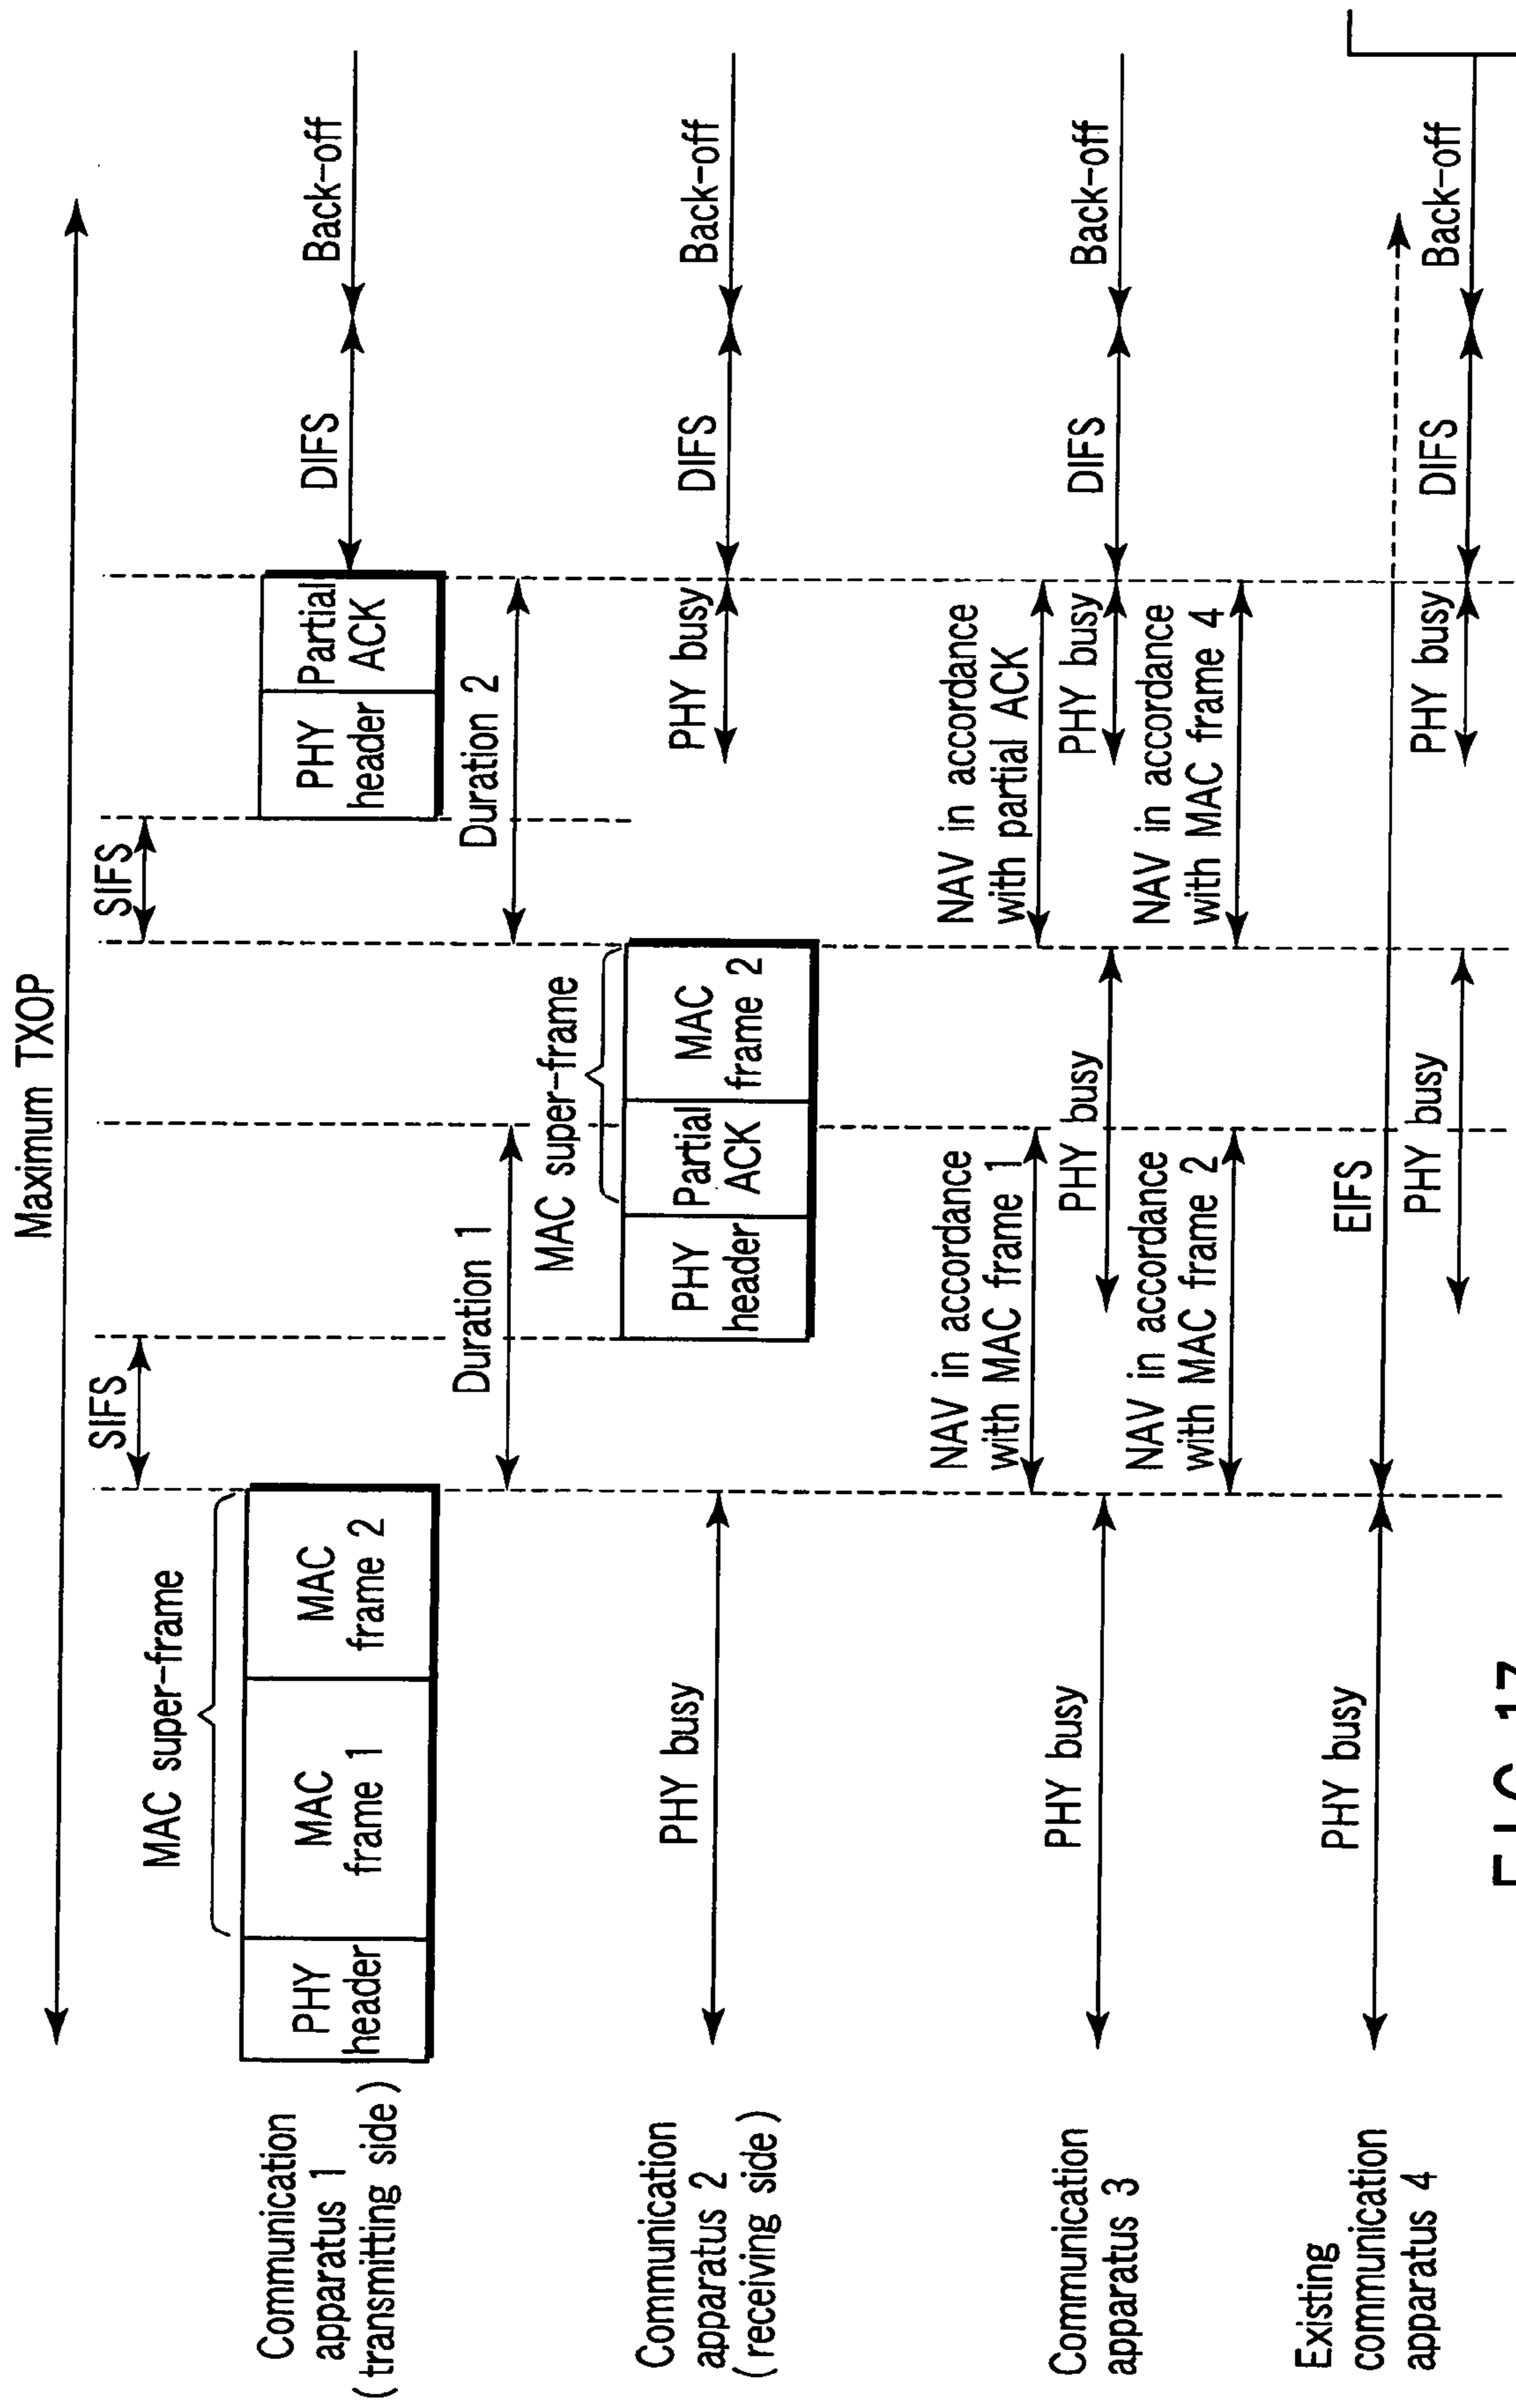 Maximum TXOP
SIFS
SIFS
Communication
apparatus 1
(transmitting side)
MAC super-frame
PHY
header
MAC
frame 1
MAC
frame 2
Duration 1
Duration 2
PHY
header
Partial
ACK
DIFS
Back-off
Communication
apparatus 2
(receiving side)
PHY busy
MAC super-frame
PHY
header
Partial
ACK
MAC
frame 2
PHY busy
DIFS
Back-off
Communication
apparatus 3
PHY busy
NAV in accordance
with MAC frame 1
PHY busy
NAV in accordance
with MAC frame 2
NAV in accordance
with partial ACK
PHY busy
NAV in accordance
with MAC frame 4
DIFS
Back-off
Existing
communication
apparatus 4
PHY busy
EIFS
PHY busy
PHY busy
DIFS
Back-off